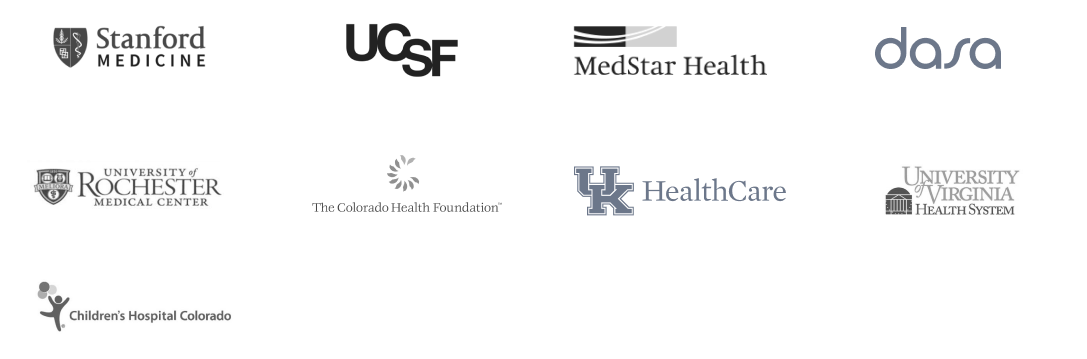 Stanford
MEDICINE
UCSF
MedStar Health
dasa
UNIVERSITY of
ROCHESTER
MEDICAL CENTER
The Colorado Health Foundation™
UK HealthCare
UNIVERSITY
of VIRGINIA
HEALTH SYSTEM
Children's Hospital Colorado